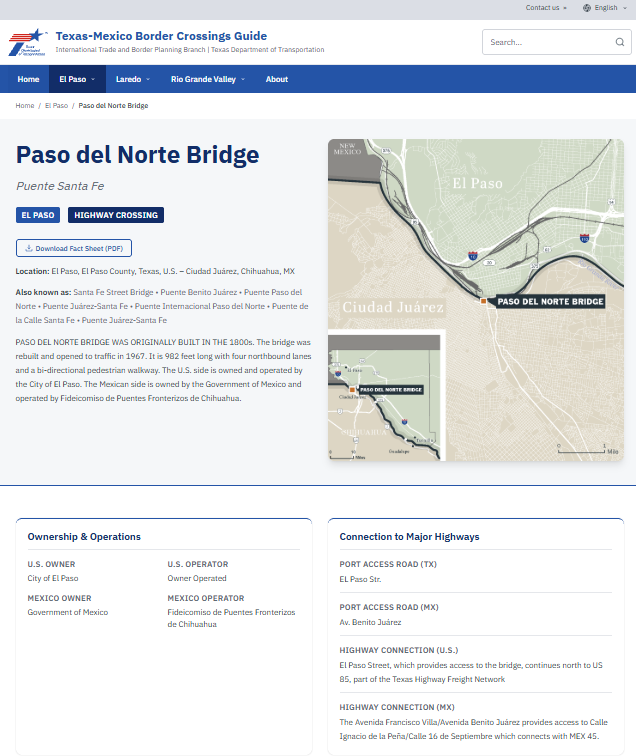 Contact us »
English
Texas-Mexico Border Crossings Guide
International Trade and Border Planning Branch | Texas Department of Transportation
Search...
Texas
Department
of Transportation
Home
El Paso
Laredo
Rio Grande Valley
About
Home / El Paso / Paso del Norte Bridge
Paso del Norte Bridge
Puente Santa Fe
EL PASO
HIGHWAY CROSSING
Download Fact Sheet (PDF)
Location: El Paso, El Paso County, Texas, U.S. – Ciudad Juárez, Chihuahua, MX
Also known as: Santa Fe Street Bridge • Puente Benito Juárez • Puente Paso del
Norte • Puente Juárez-Santa Fe • Puente Internacional Paso del Norte • Puente de
la Calle Santa Fe • Puente Juárez-Santa Fe
PASO DEL NORTE BRIDGE WAS ORIGINALLY BUILT IN THE 1800s. The bridge was
rebuilt and opened to traffic in 1967. It is 982 feet long with four northbound lanes
and a bi-directional pedestrian walkway. The U.S. side is owned and operated by
the City of El Paso. The Mexican side is owned by the Government of Mexico and
operated by Fideicomiso de Puentes Fronterizos de Chihuahua.
NEW
MEXICO
El Paso
Ciudad Juárez
PASO DEL NORTE BRIDGE
El Paso
PASO DEL NORTE BRIDGE
Ciudad Juárez
Guadalupe
0 1
Mile
Ownership & Operations
U.S. OWNER
City of El Paso
U.S. OPERATOR
Owner Operated
MEXICO OWNER
Government of Mexico
MEXICO OPERATOR
Fideicomiso de Puentes Fronterizos
de Chihuahua
Connection to Major Highways
PORT ACCESS ROAD (TX)
EL Paso Str.
PORT ACCESS ROAD (MX)
Av. Benito Juárez
HIGHWAY CONNECTION (U.S.)
El Paso Street, which provides access to the bridge, continues north to US
85, part of the Texas Highway Freight Network
HIGHWAY CONNECTION (MX)
The Avenida Francisco Villa/Avenida Benito Juárez provides access to Calle
Ignacio de la Peña/Calle 16 de Septiembre which connects with MEX 45.